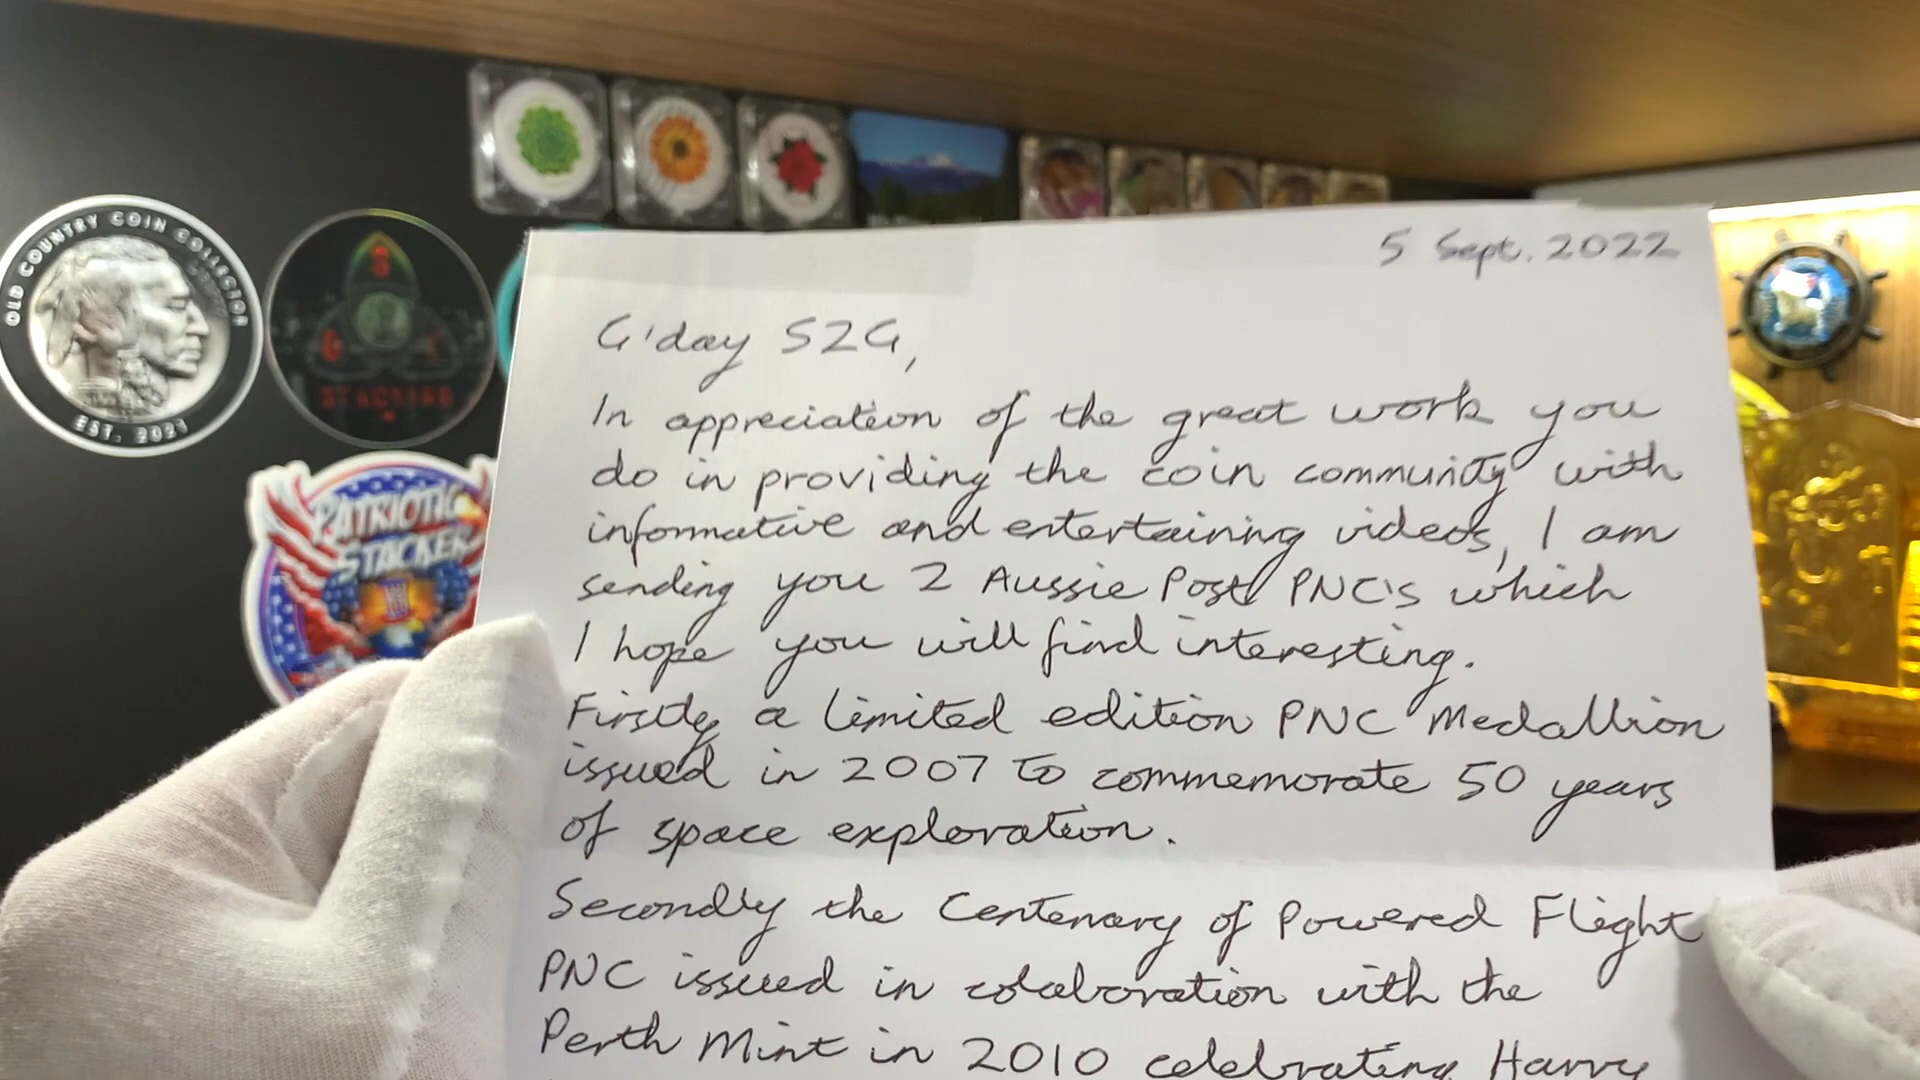 OLD COUNTRY COIN COLLECTOR
EST. 2021
S
G
STACKING
PATRIOTIC
STACKER
5 Sept. 2022
G'day S2G,
In appreciation of the great work you
do in providing the coin community with
informative and entertaining videos, I am
sending you 2 Aussie Post PNC's which
I hope you will find interesting.
Firstly a limited edition PNC Medallion
issued in 2007 to commemorate 50 years
of space exploration.
Secondly the Centenary of Powered Flight
PNC issued in colaboration with the
Perth Mint in 2010 celebrating Harry